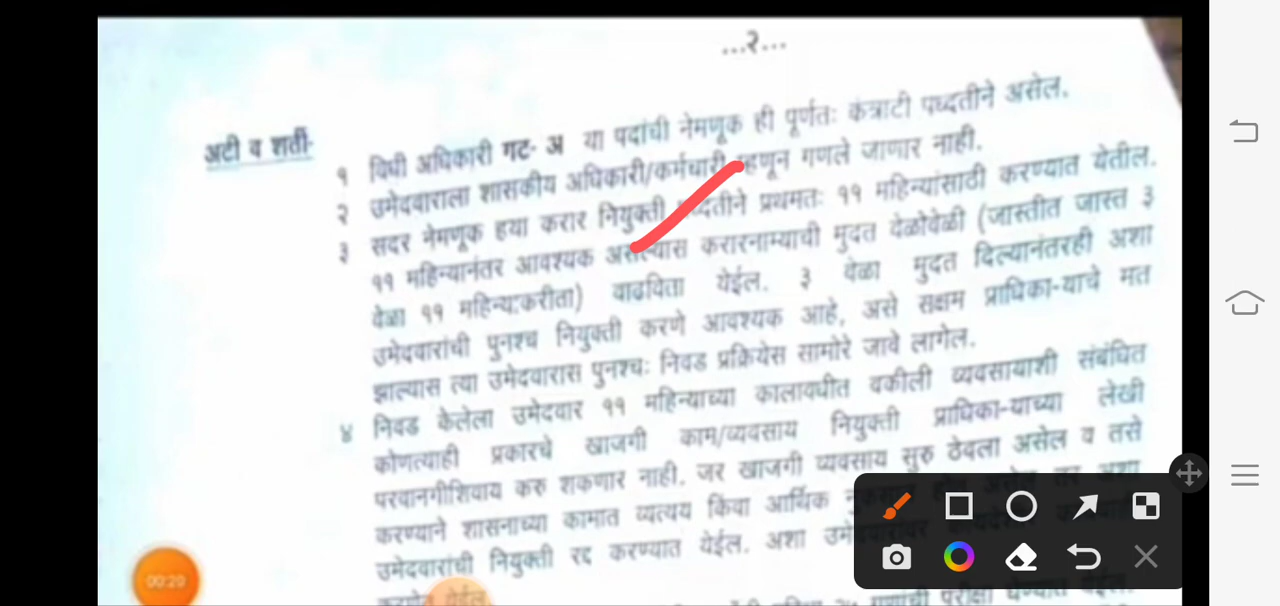 ...२...
अटी व शर्ती-
१ विधी अधिकारी गट- अ या पदांची नेमणूक ही पूर्णतः कंत्राटी पध्दतीने असेल.
२ उमेदवाराला शासकीय अधिकारी/कर्मचारी म्हणून गणले जाणार नाही.
३ सदर नेमणूक हया करार नियुक्ती पध्दतीने प्रथमतः ११ महिन्यांसाठी करण्यात येतील.
११ महिन्यानंतर आवश्यक असल्यास करारनाम्याची मुदत वेळोवेळी (जास्तीत जास्त ३
वेळा ११ महिन्याकरीता) वाढविता येईल. ३ वेळा मुदत दिल्यानंतरही अशा
उमेदवारांची पुनश्च नियुक्ती करणे आवश्यक आहे, असे सक्षम प्राधिका-याचे मत
झाल्यास त्या उमेदवारास पुनश्चः निवड प्रक्रियेस सामोरे जावे लागेल.
४ निवड केलेला उमेदवार ११ महिन्याच्या कालावधीत वकीली व्यवसायाशी संबंधित
कोणत्याही प्रकारचे खाजगी काम/व्यवसाय नियुक्ती प्राधिका-याच्या लेखी
परवानगीशिवाय करु शकणार नाही. जर खाजगी व्यवसाय सुरु ठेवला असेल व तसे
करण्याने शासनाच्या कामात व्यत्यय किंवा आर्थिक
उमेदवारांची नियुक्ती रद्द करण्यात येईल. अशा
येईल
परीक्षा घेण्यात येईल.
00:20